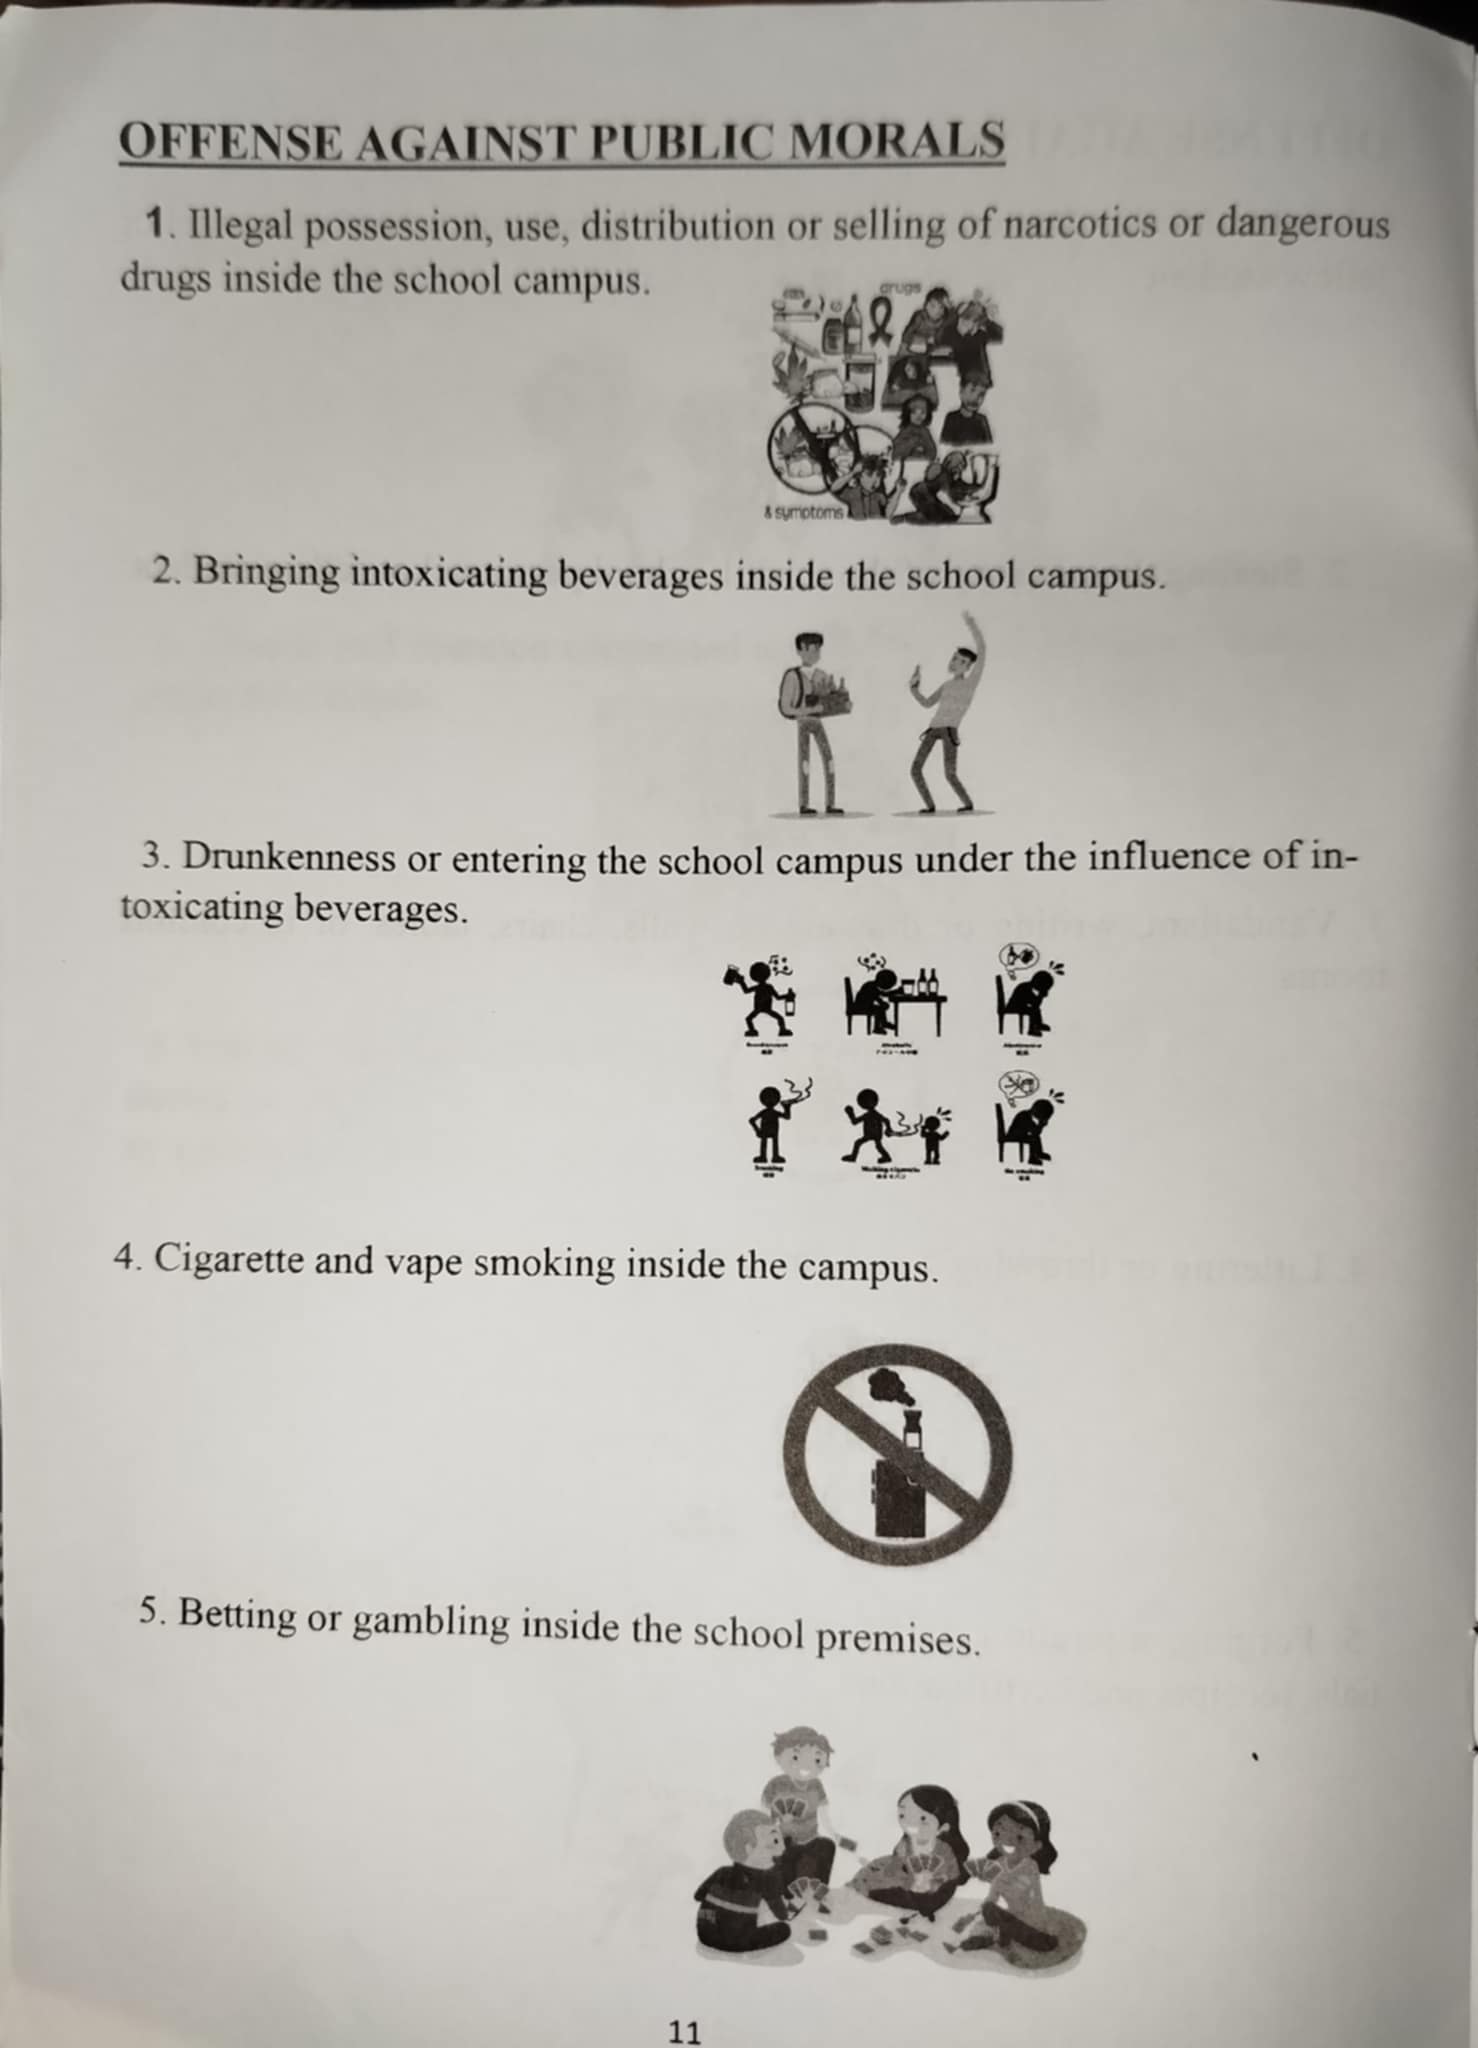 OFFENSE AGAINST PUBLIC MORALS
1. Illegal possession, use, distribution or selling of narcotics or dangerous
drugs inside the school campus.
drugs
& symptoms
2. Bringing intoxicating beverages inside the school campus.
3. Drunkenness or entering the school campus under the influence of in-
toxicating beverages.
4. Cigarette and vape smoking inside the campus.
5. Betting or gambling inside the school premises.
11